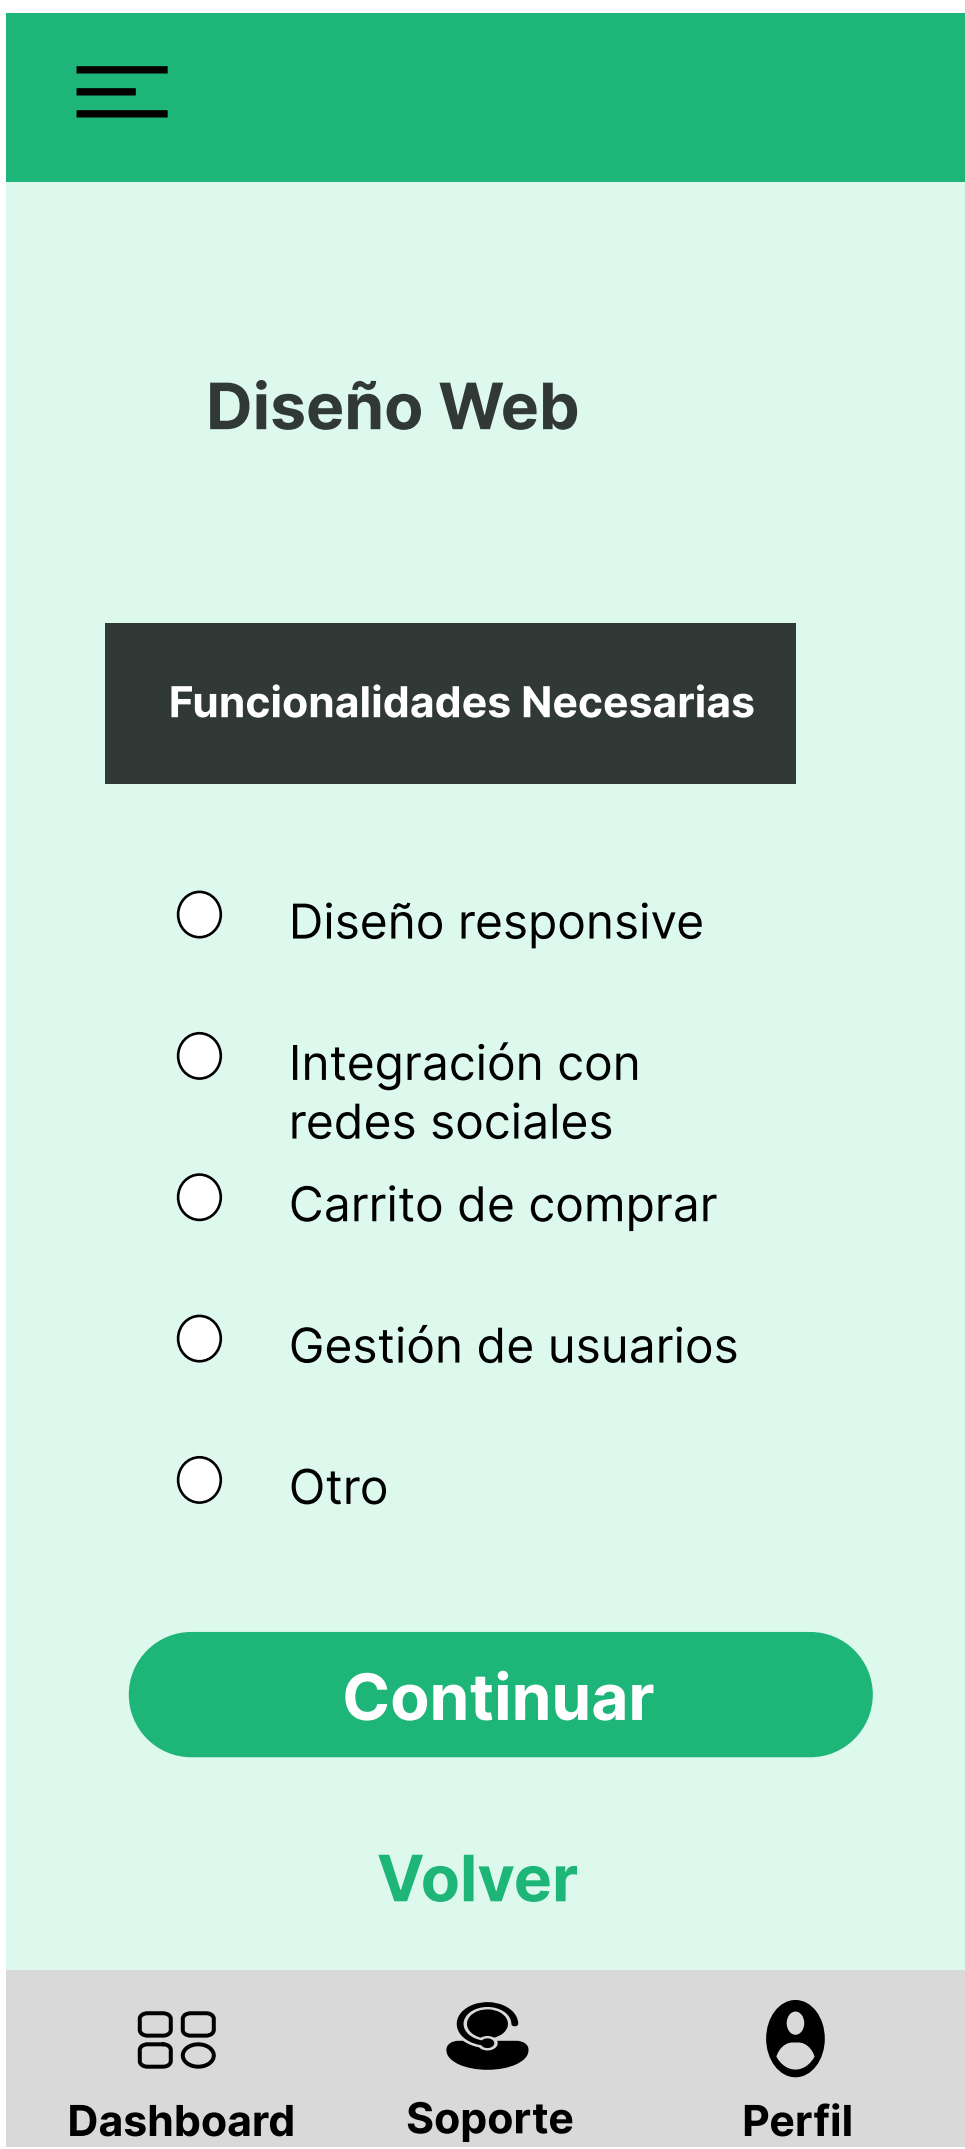 Diseño Web
Funcionalidades Necesarias
Diseño responsive
Integración con
redes sociales
Carrito de comprar
Gestión de usuarios
Otro
Continuar
Volver
Dashboard
Soporte
Perfil